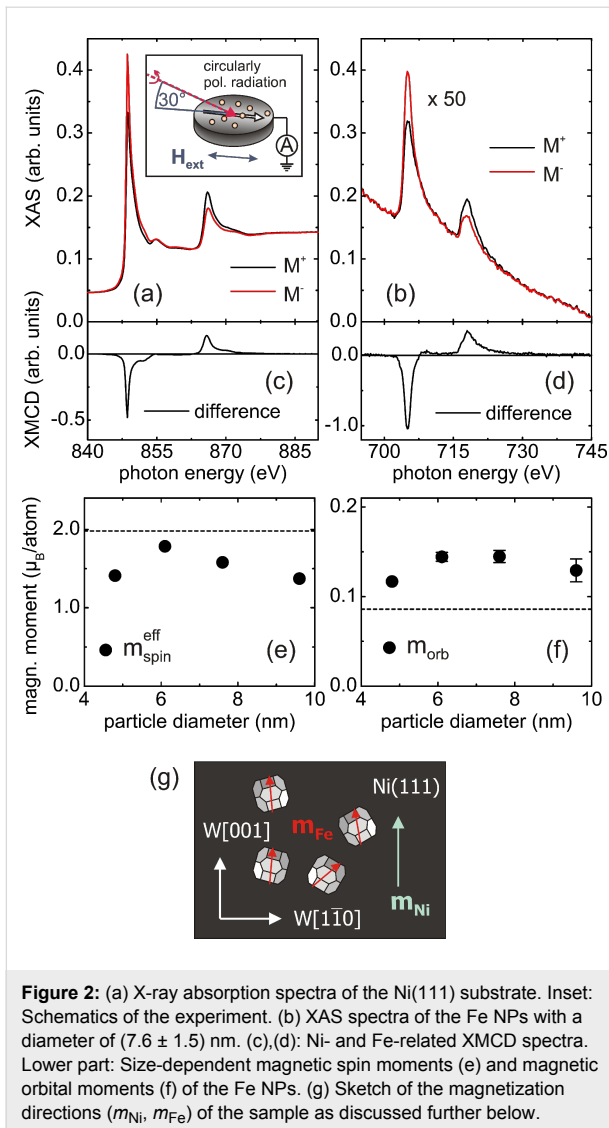 XAS (arb. units)
0.4
0.3
0.2
0.1
0.0
circularly
pol. radiation
30°
H_ext
A
M⁺
M⁻
(a)
0.4
0.3
0.2
0.1
0.0
x 50
M⁺
M⁻
(b)
XMCD (arb. units)
0.0
-0.5
(c)
difference
840 855 870 885
photon energy (eV)
0.0
-1.0
(d)
difference
700 715 730 745
photon energy (eV)
magn. moment (μ_B/atom)
2.0
1.0
0.0
m_spin^eff
(e)
4 6 8 10
particle diameter (nm)
0.2
0.1
0.0
m_orb
(f)
4 6 8 10
particle diameter (nm)
(g)
Ni(111)
W[001]
m_Fe
m_Ni
W[11̄0]
Figure 2: (a) X-ray absorption spectra of the Ni(111) substrate. Inset:
Schematics of the experiment. (b) XAS spectra of the Fe NPs with a
diameter of (7.6 ± 1.5) nm. (c),(d): Ni- and Fe-related XMCD spectra.
Lower part: Size-dependent magnetic spin moments (e) and magnetic
orbital moments (f) of the Fe NPs. (g) Sketch of the magnetization
directions (m_Ni, m_Fe) of the sample as discussed further below.